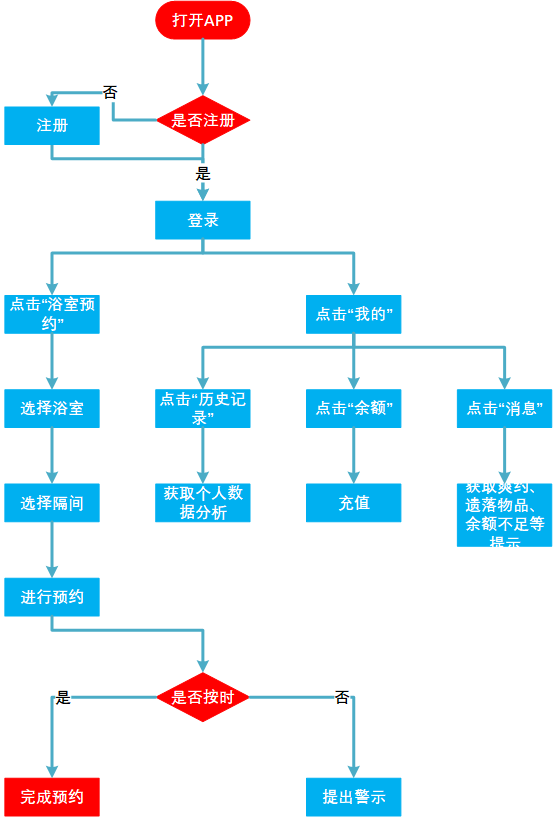 打开APP
否
是否注册
注册
是
登录
点击“浴室预
约”
点击“我的”
选择浴室
点击“历史记
录”
点击“余额”
点击“消息”
选择隔间
获取个人数
据分析
充值
获取爽约、
遗落物品、
余额不足等
提示
进行预约
是
是否按时
否
完成预约
提出警示